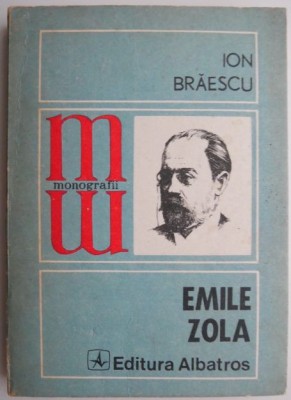 ION
BRĂESCU
m
monografii
m
EMILE
ZOLA
A Editura Albatros